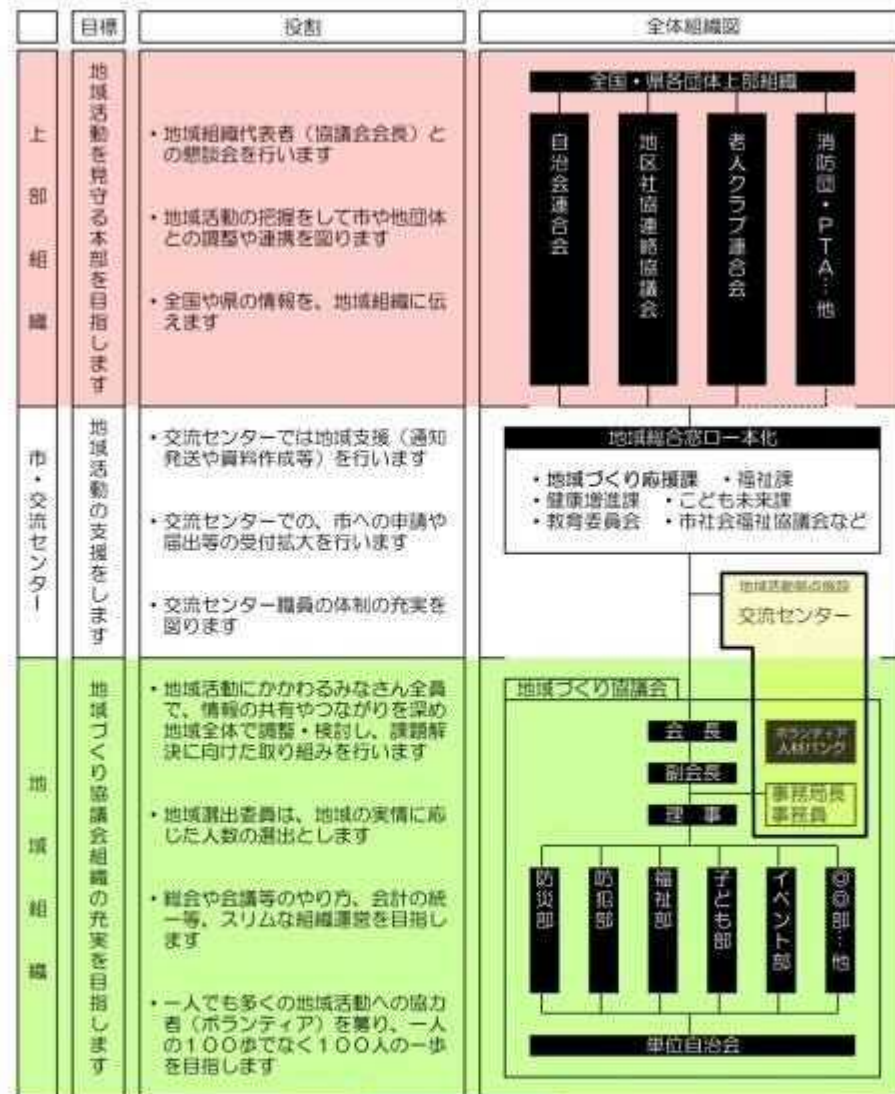 目標
役割
全体組織図
上部組織
地域活動を見守る本部を目指します
・地域組織代表者（協議会会長）と
の懇談会を行います
・地域活動の把握をして市や他団体
との調整や連携を図ります
・全国や県の情報を、地域組織に伝
えます
全国・県各団体上部組織
自治会連合会
地区社協連絡協議会
老人クラブ連合会
消防団・PTA…他
市・交流センター
地域活動の支援をします
・交流センターでは地域支援（通知
発送や資料作成等）を行います
・交流センターでの、市への申請や
届出等の受付拡大を行います
・交流センター職員の体制の充実を
図ります
地域総合窓口一本化
・地域づくり応援課　・福祉課
・健康増進課　・こども未来課
・教育委員会　・市社会福祉協議会など
地域活動拠点施設
交流センター
地域組織
地域づくり協議会組織の充実を目指します
・地域活動にかかわるみなさん全員
で、情報の共有やつながりを深め
地域全体で調整・検討し、課題解
決に向けた取り組みを行います
・地域選出委員は、地域の実情に応
じた人数の選出とします
・総会や会議等のやり方、会計の統
一等、スリムな組織運営を目指し
ます
・一人でも多くの地域活動への協力
者（ボランティア）を募り、一人
の１００歩でなく１００人の一歩
を目指します
地域づくり協議会
会長
副会長
理事
ボランティア
人材バンク
事務局長
事務員
防災部
防犯部
福祉部
子ども部
イベント部
◎◎部…他
単位自治会